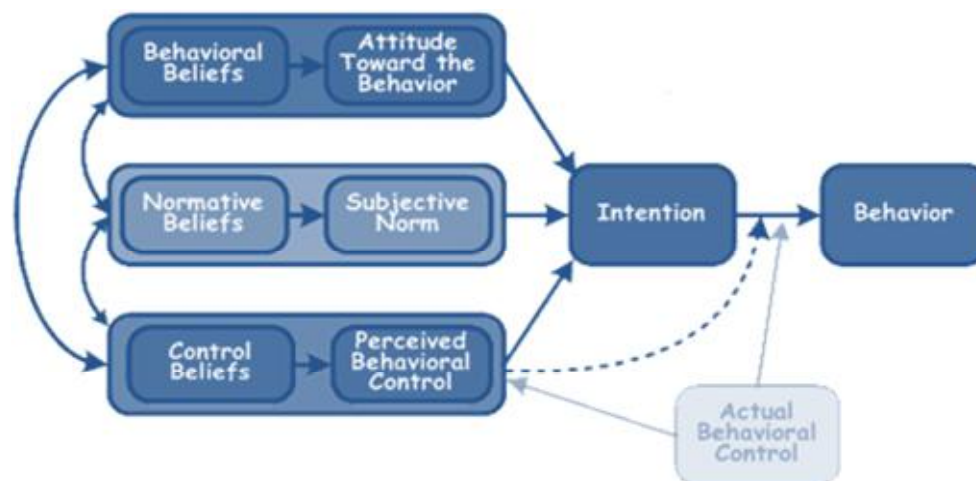 Behavioral
Beliefs
Attitude
Toward the
Behavior
Normative
Beliefs
Subjective
Norm
Intention
Behavior
Control
Beliefs
Perceived
Behavioral
Control
Actual
Behavioral
Control